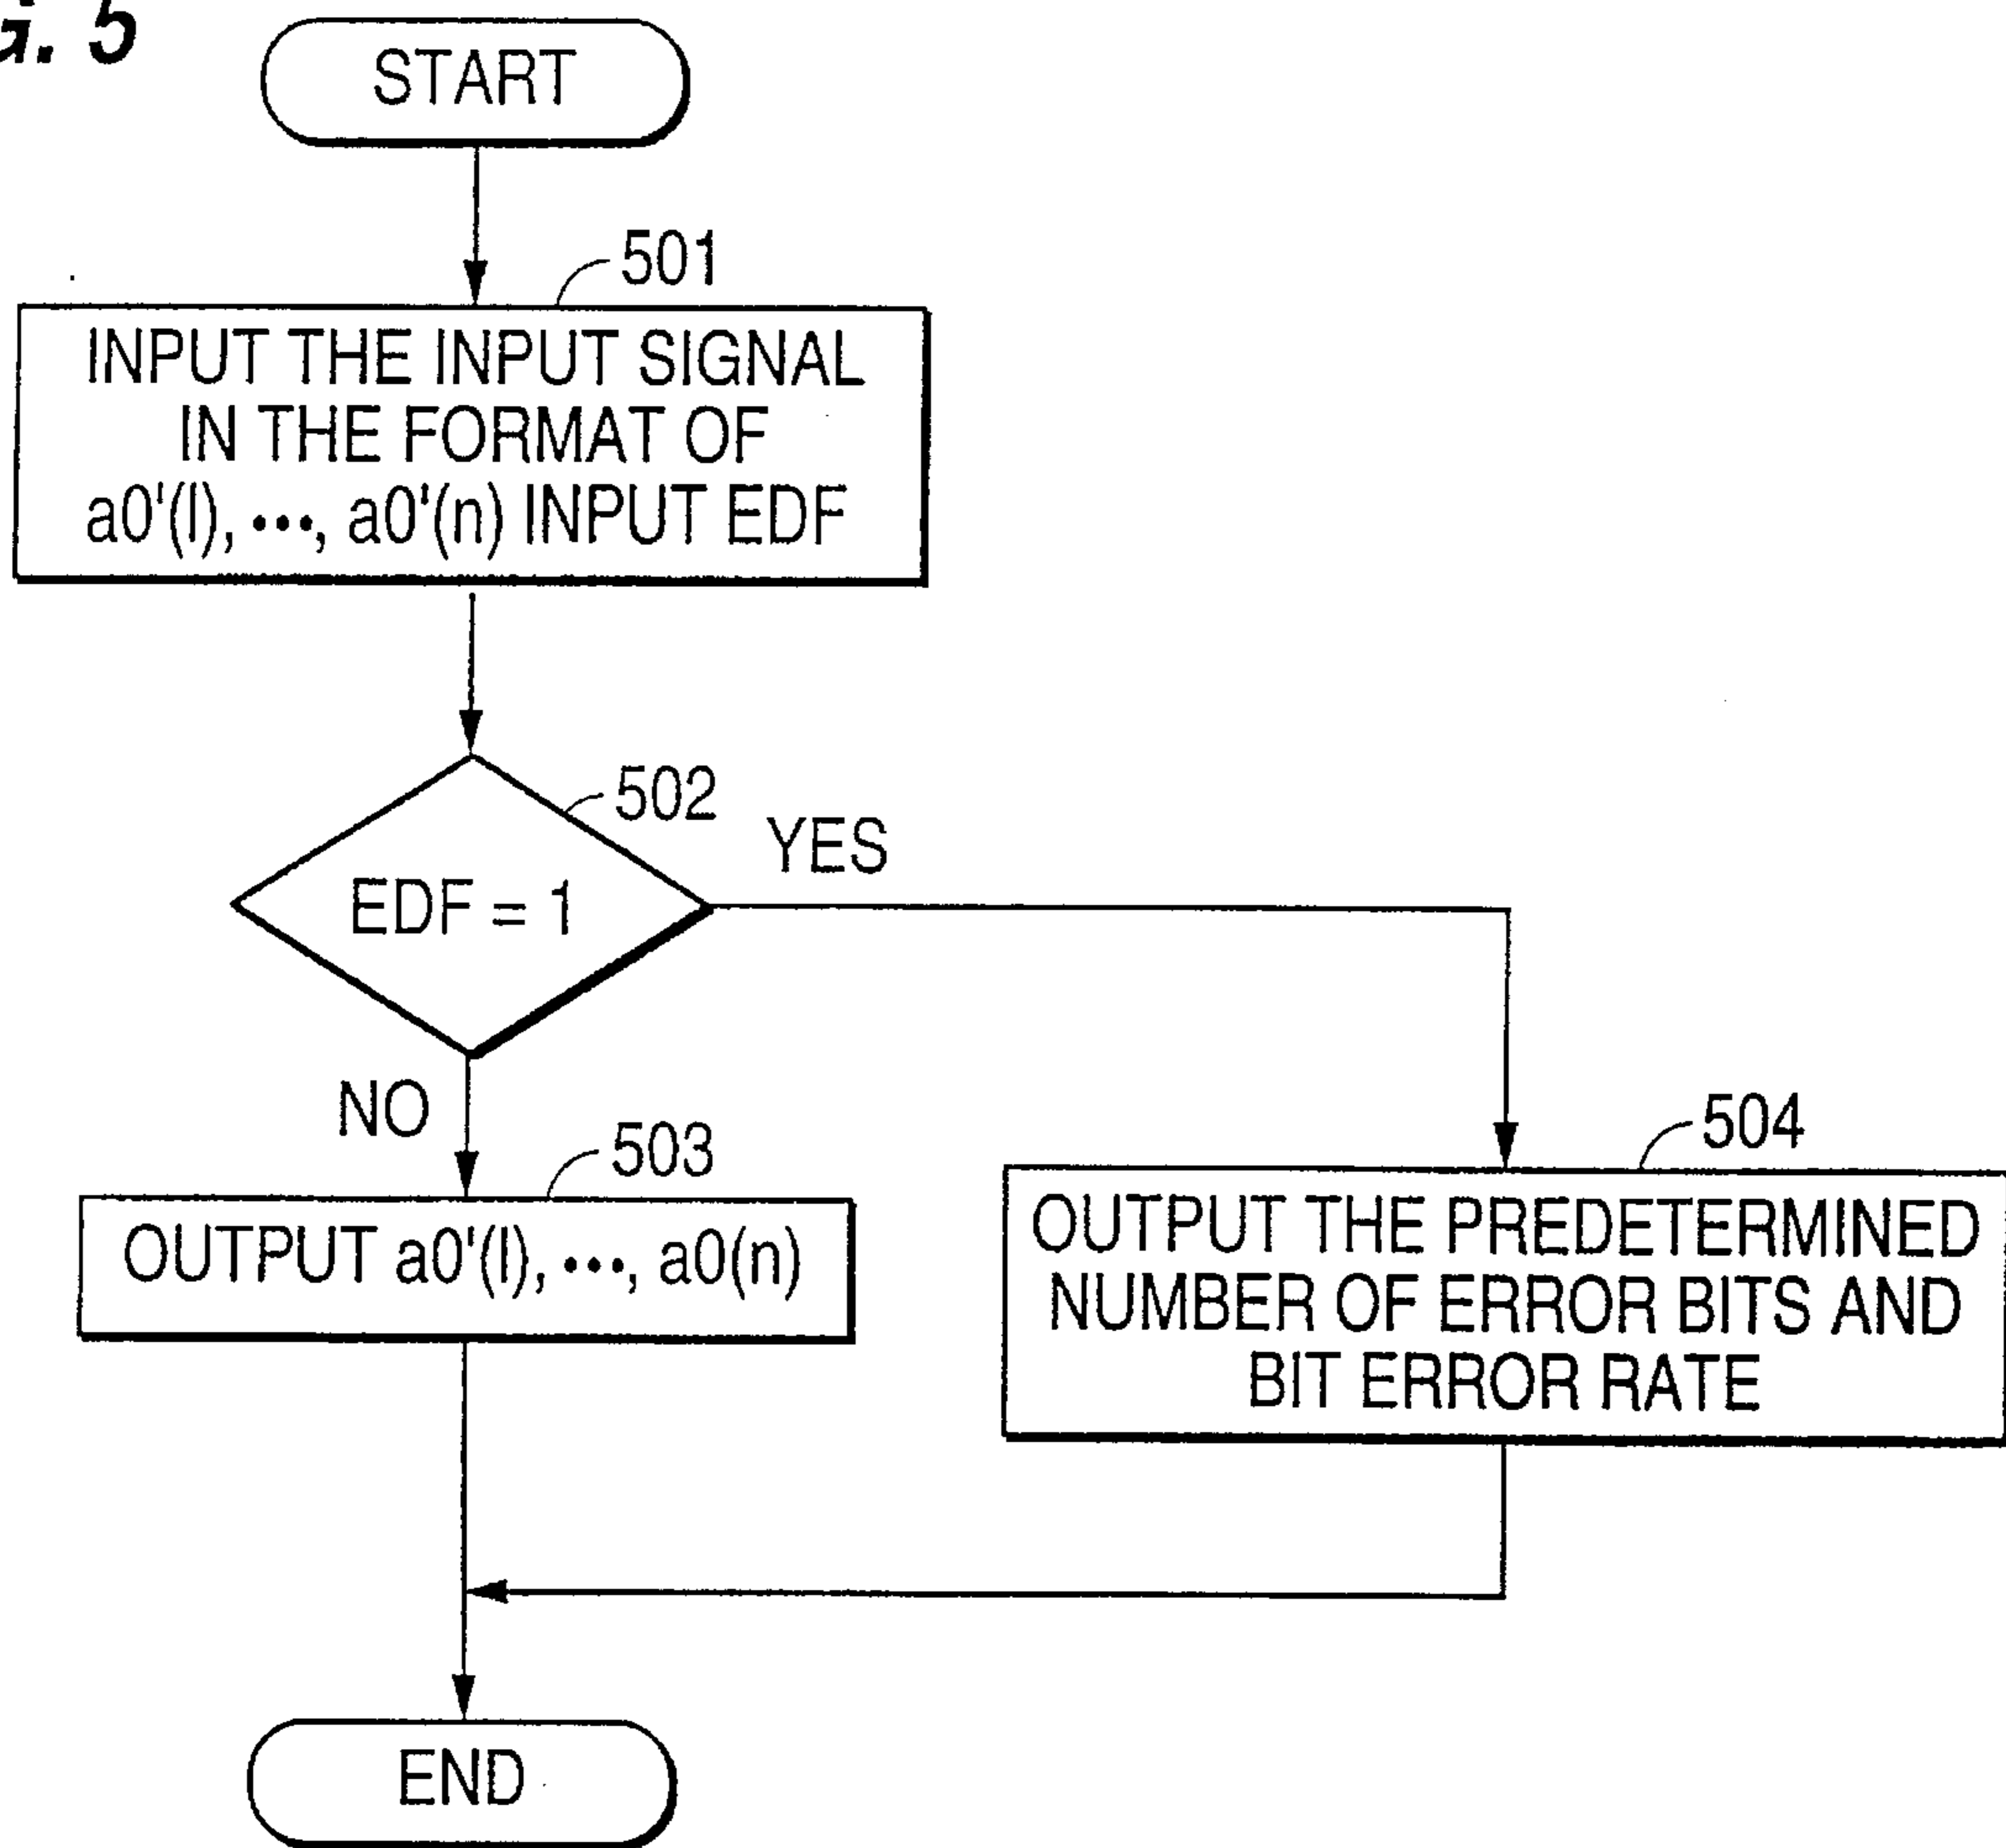 G. 5
START
501
INPUT THE INPUT SIGNAL
IN THE FORMAT OF
a0'(l), •••, a0'(n) INPUT EDF
502
YES
EDF = 1
NO
503
504
OUTPUT a0'(l), •••, a0(n)
OUTPUT THE PREDETERMINED
NUMBER OF ERROR BITS AND
BIT ERROR RATE
END